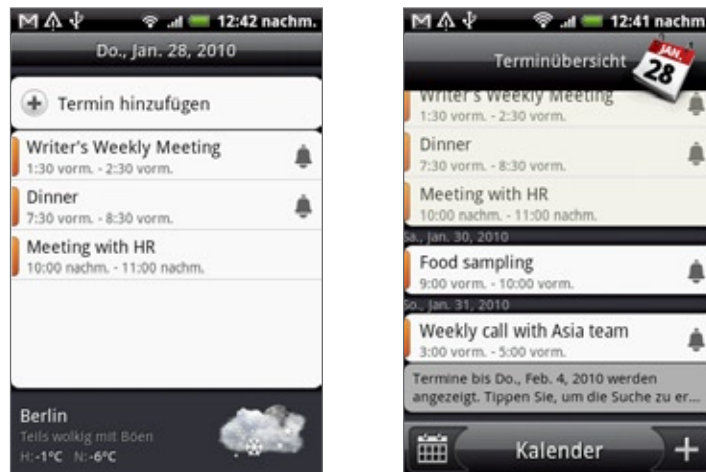 12:42 nachm.
Do., Jan. 28, 2010
Termin hinzufügen
Writer's Weekly Meeting
1:30 vorm. - 2:30 vorm.
Dinner
7:30 vorm. - 8:30 vorm.
Meeting with HR
10:00 nachm. - 11:00 nachm.
Berlin
Teils wolkig mit Böen
H:-1°C N:-6°C
12:41 nachm
Terminübersicht
JAN.
28
Writer's Weekly Meeting
1:30 vorm. - 2:30 vorm.
Dinner
7:30 vorm. - 8:30 vorm.
Meeting with HR
10:00 nachm. - 11:00 nachm.
Sa., Jan. 30, 2010
Food sampling
9:00 vorm. - 10:00 vorm.
So., Jan. 31, 2010
Weekly call with Asia team
3:00 vorm. - 5:00 vorm.
Termine bis Do., Feb. 4, 2010 werden
angezeigt. Tippen Sie, um die Suche zu er...
Kalender